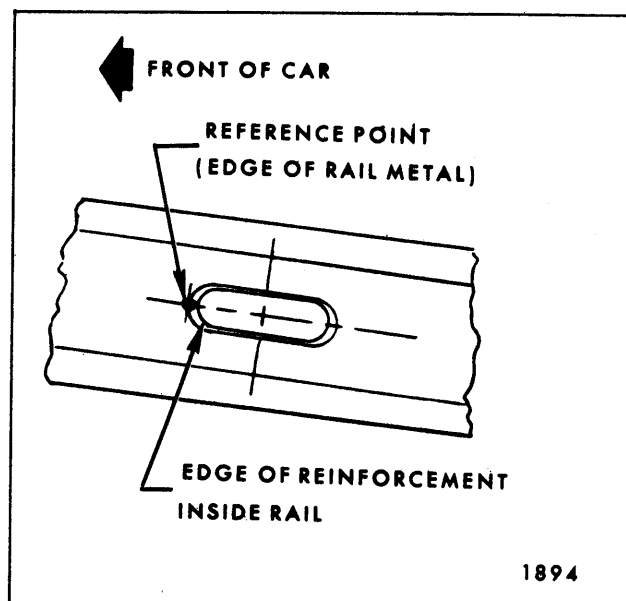 FRONT OF CAR
REFERENCE POINT
(EDGE OF RAIL METAL)
EDGE OF REINFORCEMENT
INSIDE RAIL
1894